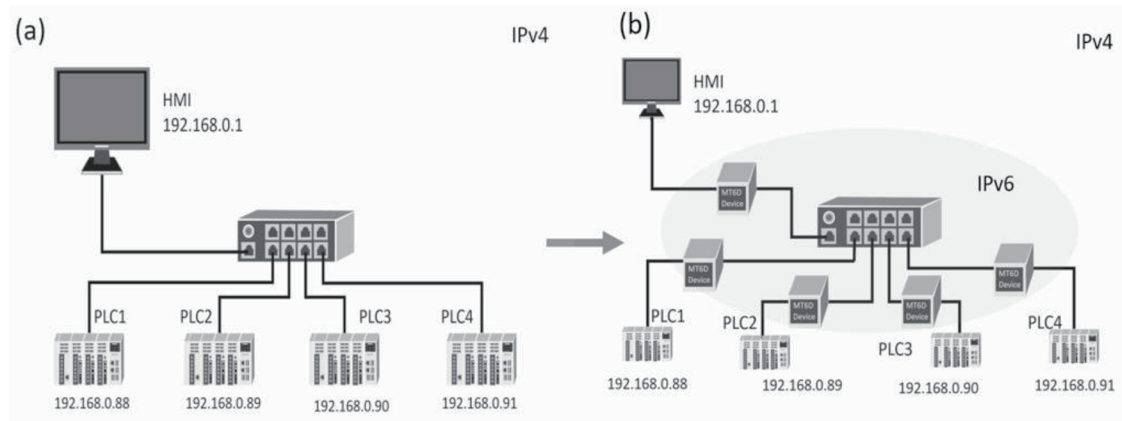 (a)
IPv4
HMI
192.168.0.1
PLC1
PLC2
PLC3
PLC4
192.168.0.88
192.168.0.89
192.168.0.90
192.168.0.91
(b)
IPv4
HMI
192.168.0.1
IPv6
MT6D
Device
MT6D
Device
MT6D
Device
MT6D
Device
MT6D
Device
PLC1
PLC2
PLC3
PLC4
192.168.0.88
192.168.0.89
192.168.0.90
192.168.0.91